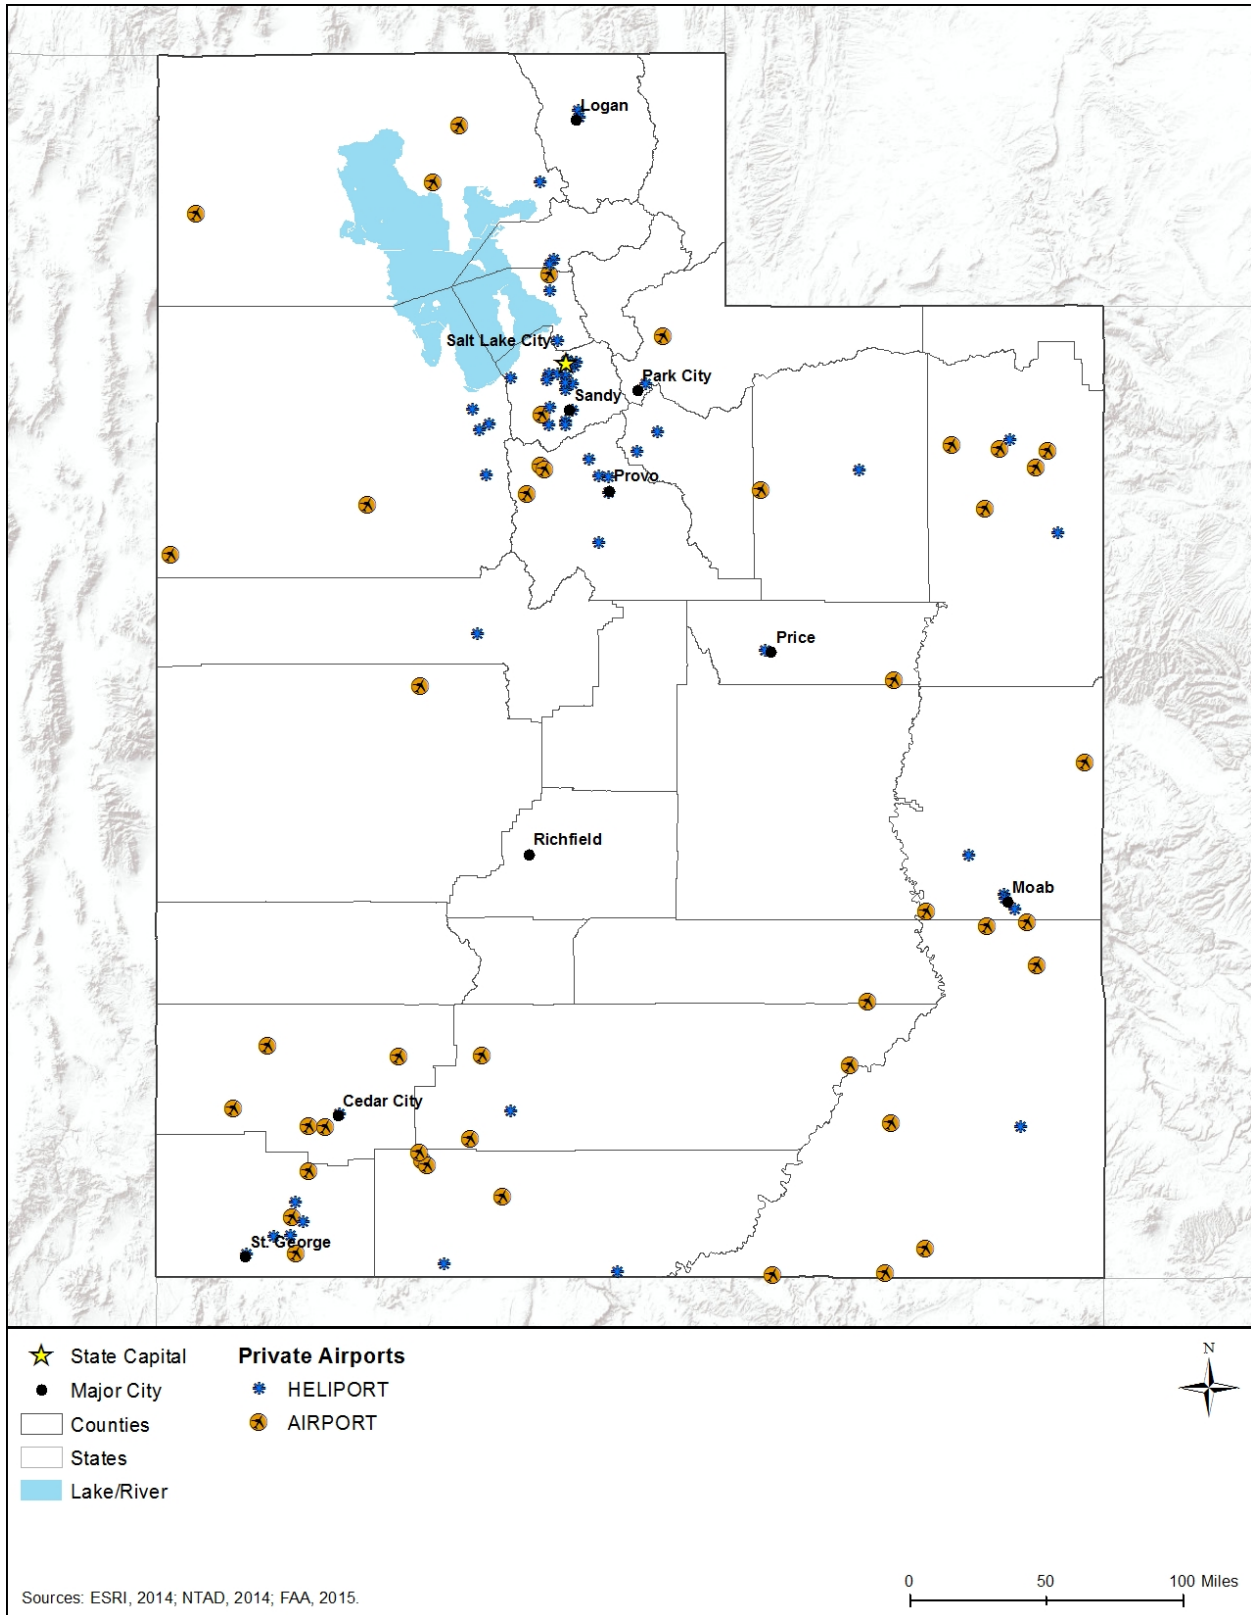 Logan
Salt Lake City
Park City
Sandy
Provo
Price
Richfield
Moab
Cedar City
St. George
State Capital
Major City
Counties
States
Lake/River
Private Airports
HELIPORT
AIRPORT
N
Sources: ESRI, 2014; NTAD, 2014; FAA, 2015.
0 50 100 Miles